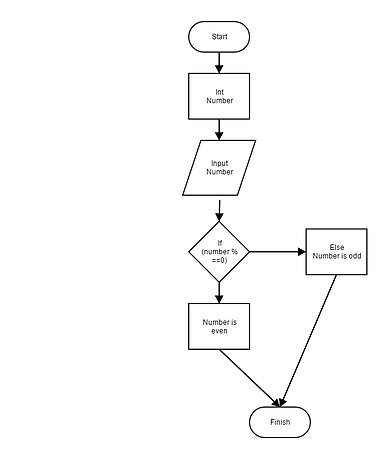 Start
Int
Number
Input
Number
If
(number %
==0)
Else
Number is odd
Number is
even
Finish